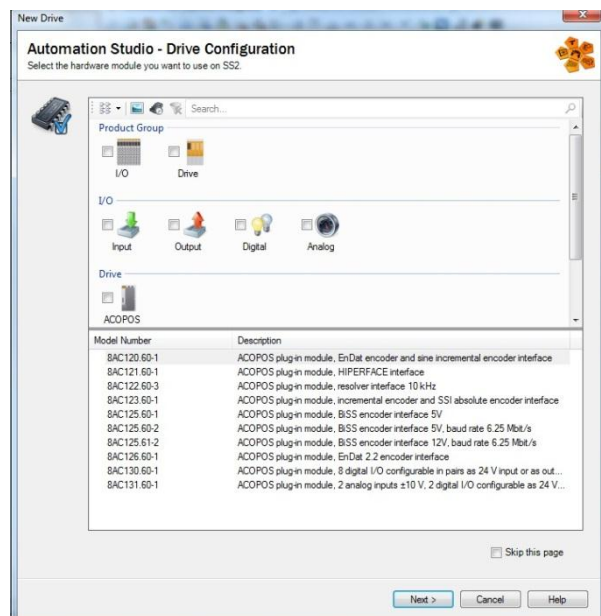 New Drive
Automation Studio - Drive Configuration
Select the hardware module you want to use on SS2.
Search...
Product Group
I/O Drive
I/O
Input Output Digital Analog
Drive
ACOPOS
Model Number Description
8AC120.60-1 ACOPOS plug-in module, EnDat encoder and sine incremental encoder interface
8AC121.60-1 ACOPOS plug-in module, HIPERFACE interface
8AC122.60-3 ACOPOS plug-in module, resolver interface 10 kHz
8AC123.60-1 ACOPOS plug-in module, incremental encoder and SSI absolute encoder interface
8AC125.60-1 ACOPOS plug-in module, BiSS encoder interface 5V
8AC125.60-2 ACOPOS plug-in module, BiSS encoder interface 5V, baud rate 6.25 Mbit/s
8AC125.61-2 ACOPOS plug-in module, BiSS encoder interface 12V, baud rate 6.25 Mbit/s
8AC126.60-1 ACOPOS plug-in module, EnDat 2.2 encoder interface
8AC130.60-1 ACOPOS plug-in module, 8 digital I/O configurable in pairs as 24 V input or as out...
8AC131.60-1 ACOPOS plug-in module, 2 analog inputs ±10 V, 2 digital I/O configurable as 24 V...
Skip this page
Next > Cancel Help